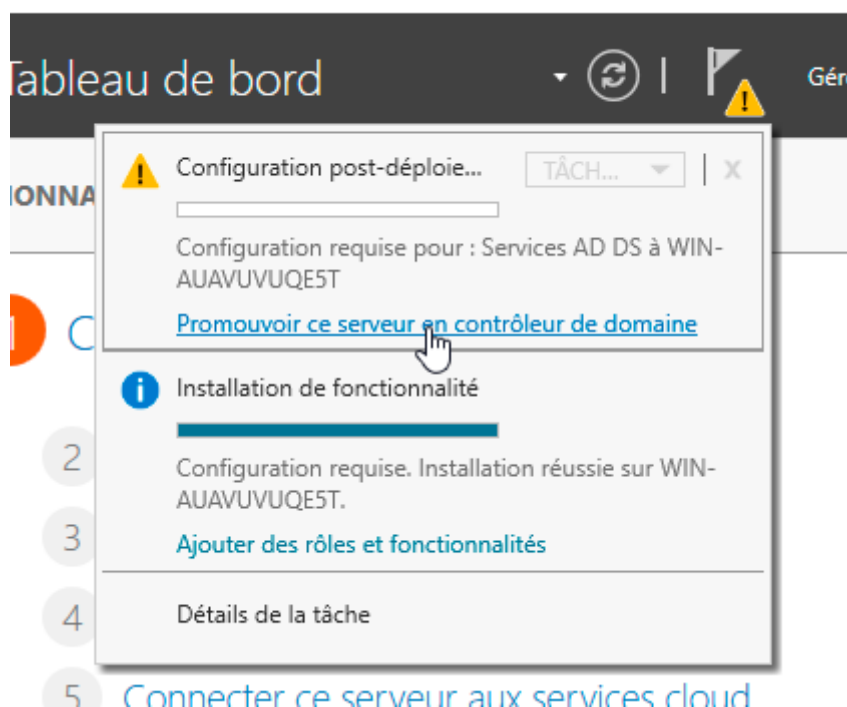 Tableau de bord
Configuration post-déploie...
TÂCH...
X
Configuration requise pour : Services AD DS à WIN-
AUAVUVUQE5T
Promouvoir ce serveur en contrôleur de domaine
Installation de fonctionnalité
Configuration requise. Installation réussie sur WIN-
AUAVUVUQE5T.
2
3
Ajouter des rôles et fonctionnalités
4
Détails de la tâche
5 Connecter ce serveur aux services cloud